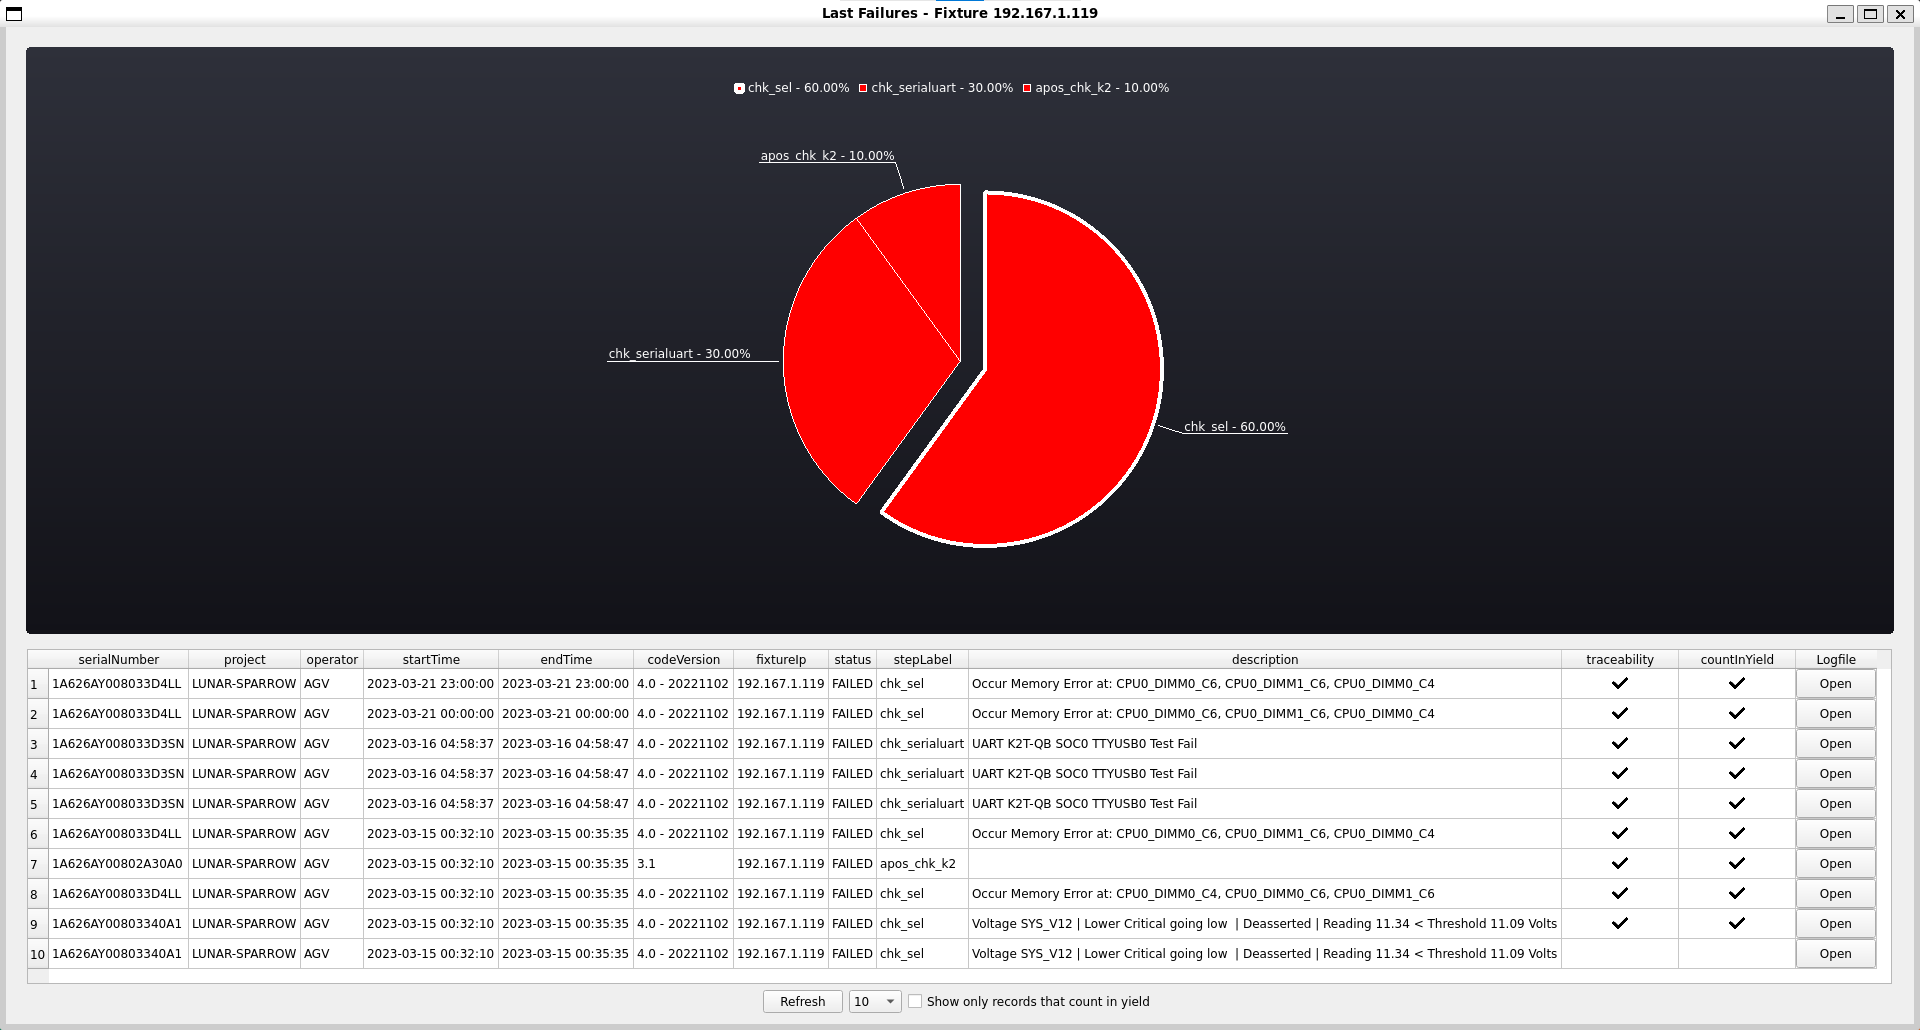 Last Failures - Fixture 192.167.1.119
chk_sel - 60.00% chk_serialuart - 30.00% apos_chk_k2 - 10.00%
apos_chk_k2 - 10.00%
chk_serialuart - 30.00%
chk_sel - 60.00%
serialNumber project operator startTime endTime codeVersion fixtureIp status stepLabel description traceability countInYield Logfile
1 1A626AY008033D4LL LUNAR-SPARROW AGV 2023-03-21 23:00:00 2023-03-21 23:00:00 4.0 - 20221102 192.167.1.119 FAILED chk_sel Occur Memory Error at: CPU0_DIMM0_C6, CPU0_DIMM1_C6, CPU0_DIMM0_C4 Open
2 1A626AY008033D4LL LUNAR-SPARROW AGV 2023-03-21 00:00:00 2023-03-21 00:00:00 4.0 - 20221102 192.167.1.119 FAILED chk_sel Occur Memory Error at: CPU0_DIMM0_C6, CPU0_DIMM1_C6, CPU0_DIMM0_C4 Open
3 1A626AY008033D3SN LUNAR-SPARROW AGV 2023-03-16 04:58:37 2023-03-16 04:58:47 4.0 - 20221102 192.167.1.119 FAILED chk_serialuart UART K2T-QB SOC0 TTYUSB0 Test Fail Open
4 1A626AY008033D3SN LUNAR-SPARROW AGV 2023-03-16 04:58:37 2023-03-16 04:58:47 4.0 - 20221102 192.167.1.119 FAILED chk_serialuart UART K2T-QB SOC0 TTYUSB0 Test Fail Open
5 1A626AY008033D3SN LUNAR-SPARROW AGV 2023-03-16 04:58:37 2023-03-16 04:58:47 4.0 - 20221102 192.167.1.119 FAILED chk_serialuart UART K2T-QB SOC0 TTYUSB0 Test Fail Open
6 1A626AY008033D4LL LUNAR-SPARROW AGV 2023-03-15 00:32:10 2023-03-15 00:35:35 4.0 - 20221102 192.167.1.119 FAILED chk_sel Occur Memory Error at: CPU0_DIMM0_C6, CPU0_DIMM1_C6, CPU0_DIMM0_C4 Open
7 1A626AY00802A30A0 LUNAR-SPARROW AGV 2023-03-15 00:32:10 2023-03-15 00:35:35 3.1 192.167.1.119 FAILED apos_chk_k2 Open
8 1A626AY008033D4LL LUNAR-SPARROW AGV 2023-03-15 00:32:10 2023-03-15 00:35:35 4.0 - 20221102 192.167.1.119 FAILED chk_sel Occur Memory Error at: CPU0_DIMM0_C4, CPU0_DIMM0_C6, CPU0_DIMM1_C6 Open
9 1A626AY00803340A1 LUNAR-SPARROW AGV 2023-03-15 00:32:10 2023-03-15 00:35:35 4.0 - 20221102 192.167.1.119 FAILED chk_sel Voltage SYS_V12 | Lower Critical going low | Deasserted | Reading 11.34 < Threshold 11.09 Volts Open
10 1A626AY00803340A1 LUNAR-SPARROW AGV 2023-03-15 00:32:10 2023-03-15 00:35:35 4.0 - 20221102 192.167.1.119 FAILED chk_sel Voltage SYS_V12 | Lower Critical going low | Deasserted | Reading 11.34 < Threshold 11.09 Volts Open
Refresh 10 Show only records that count in yield